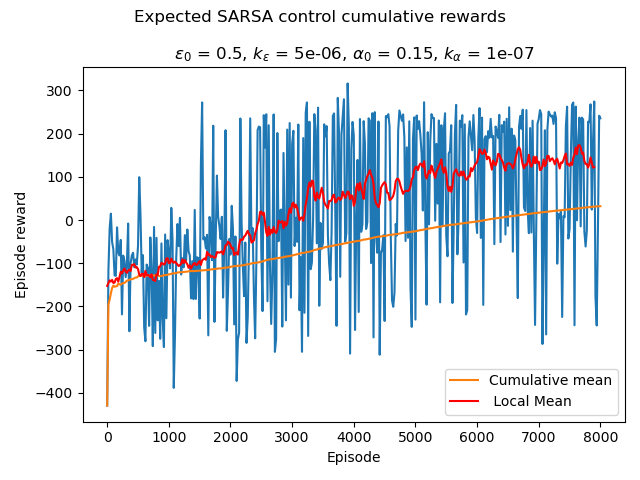 Expected SARSA control cumulative rewards
ε₀ = 0.5, kε = 5e-06, α₀ = 0.15, kα = 1e-07
Episode reward
300
200
100
0
−100
−200
−300
−400
Cumulative mean
Local Mean
0 1000 2000 3000 4000 5000 6000 7000 8000
Episode